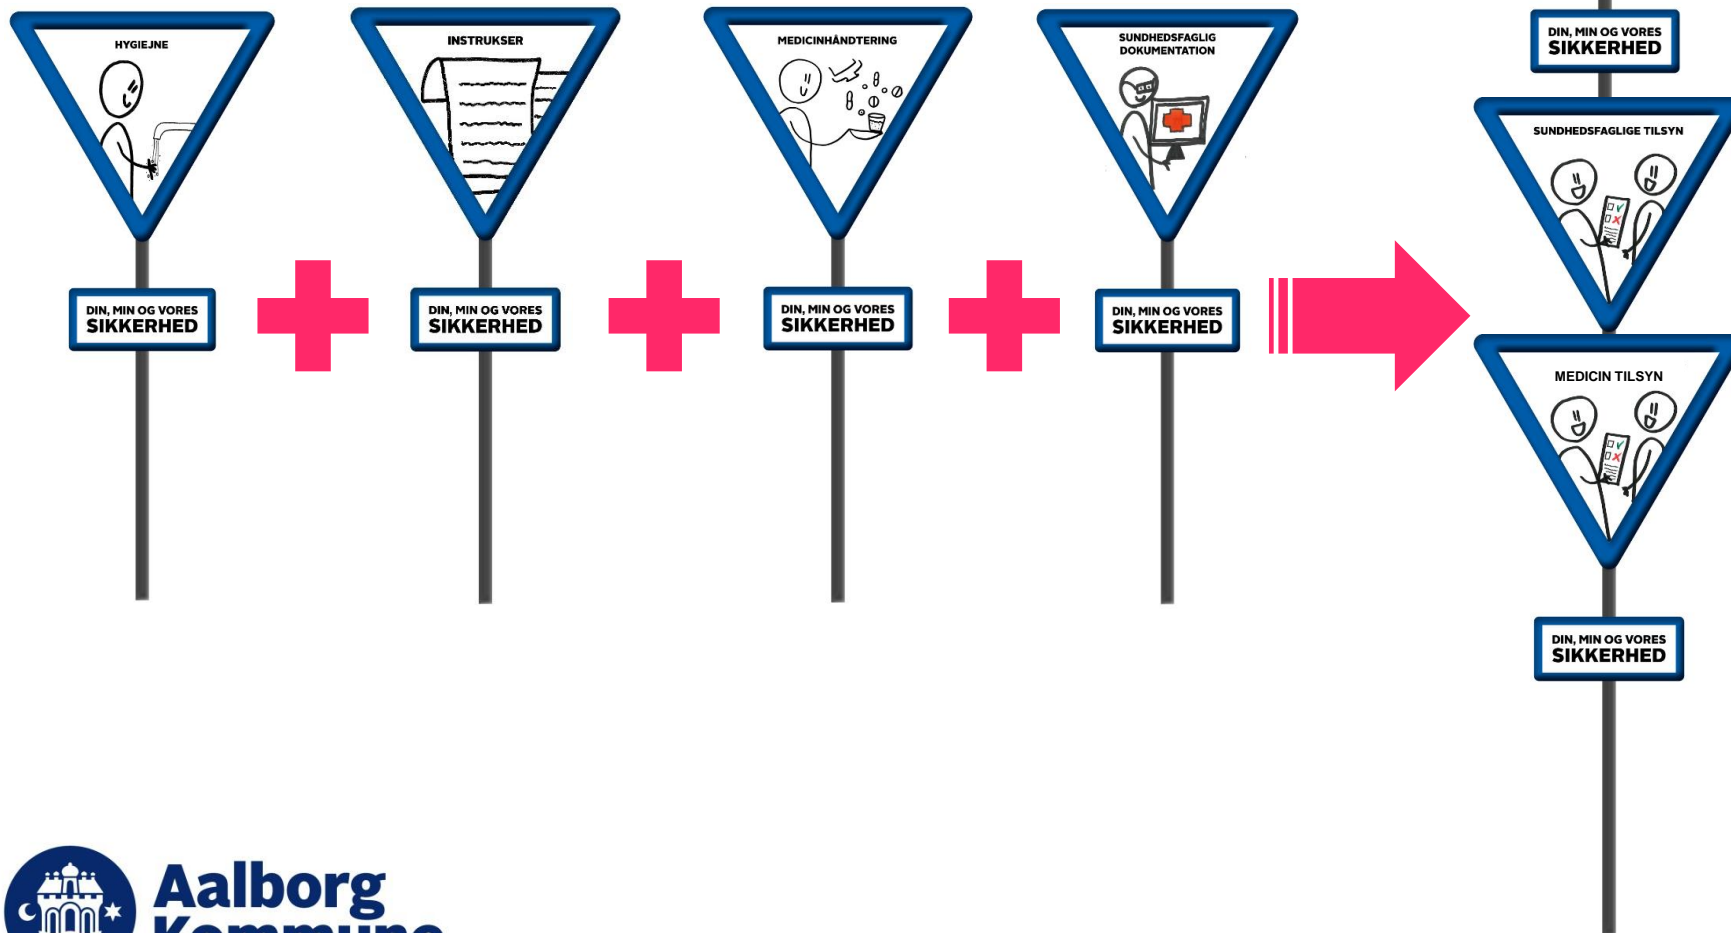 HYGIEJNE
DIN, MIN OG VORES
SIKKERHED
INSTRUKSER
DIN, MIN OG VORES
SIKKERHED
MEDICINHÅNDTERING
DIN, MIN OG VORES
SIKKERHED
SUNDHEDSFAGLIG
DOKUMENTATION
DIN, MIN OG VORES
SIKKERHED
DIN, MIN OG VORES
SIKKERHED
SUNDHEDSFAGLIGE TILSYN
MEDICIN TILSYN
DIN, MIN OG VORES
SIKKERHED
Aalborg
Kommune